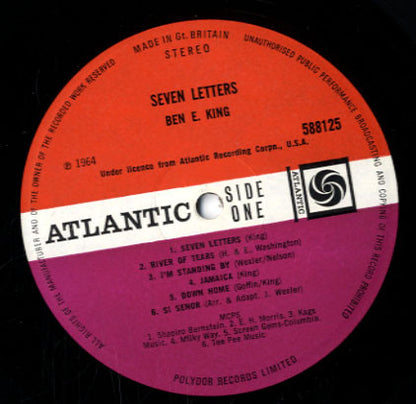 MADE IN Gt. BRITAIN
STEREO
UNAUTHORISED PUBLIC PERFORMANCE BROADCASTING AND COPYING OF THIS RECORD PROHIBITED
ALL RIGHTS OF THE MANUFACTURER AND OF THE OWNER OF THE RECORDED WORK RESERVED
SEVEN LETTERS
BEN E. KING
588125
℗ 1964
Under licence from Atlantic Recording Corpn., U.S.A.
ATLANTIC
SIDE
ONE
ATLANTIC
1. SEVEN LETTERS (King)
2. RIVER OF TEARS (H. & E. Washington)
3. I'M STANDING BY (Wexler/Nelson)
4. JAMAICA (King)
5. DOWN HOME (Goffin/King)
6. SI SENOR (Arr. & Adapt. J. Wexler)
MCPS
1. Shapiro Bernstein. 2. E. H. Morris. 3. Kags
Music. 4. Milky Way. 5. Screen Gems-Columbia.
6. Tee Pee Music
POLYDOR RECORDS LIMITED